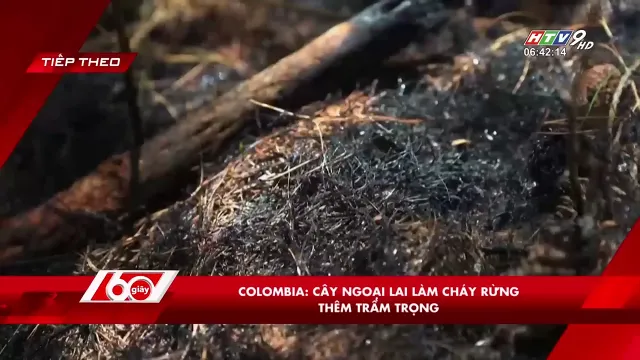 TIẾP THEO
HTV9 HD
06:42:14
60 giây
COLOMBIA: CÂY NGOẠI LAI LÀM CHÁY RỪNG
THÊM TRẦM TRỌNG